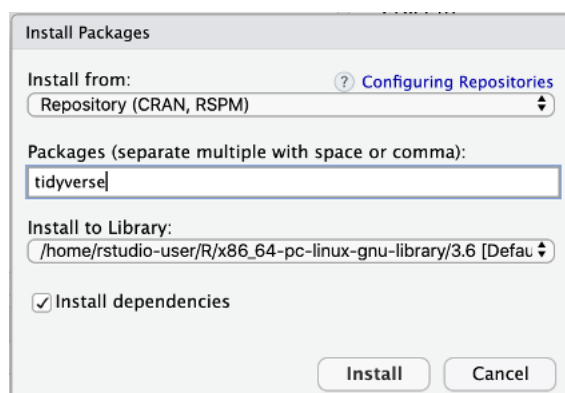 Install Packages
Install from:
? Configuring Repositories
Repository (CRAN, RSPM)
Packages (separate multiple with space or comma):
tidyverse
Install to Library:
/home/rstudio-user/R/x86_64-pc-linux-gnu-library/3.6 [Defau
Install dependencies
Install
Cancel